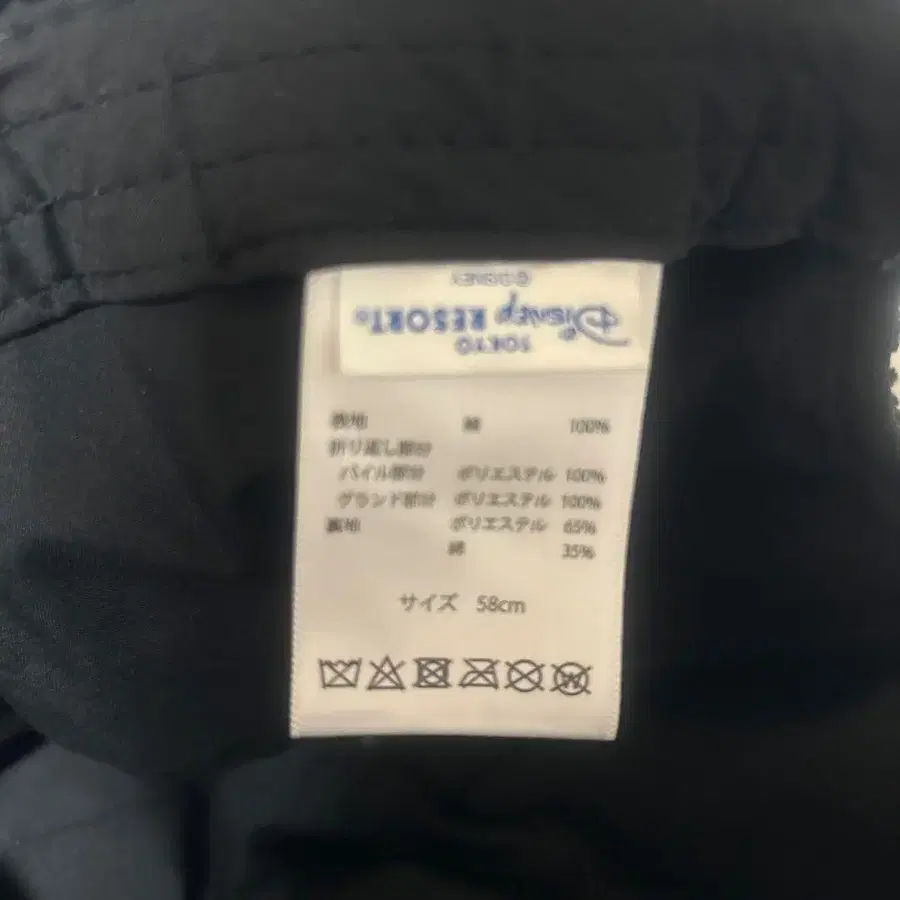 ©DISNEY
TOKYO
DISNEY RESORT®
表地 綿 100%
折り返し部分
パイル部分 ポリエステル 100%
グランド部分 ポリエステル 100%
裏地 ポリエステル 65%
綿 35%
サイズ 58cm
W